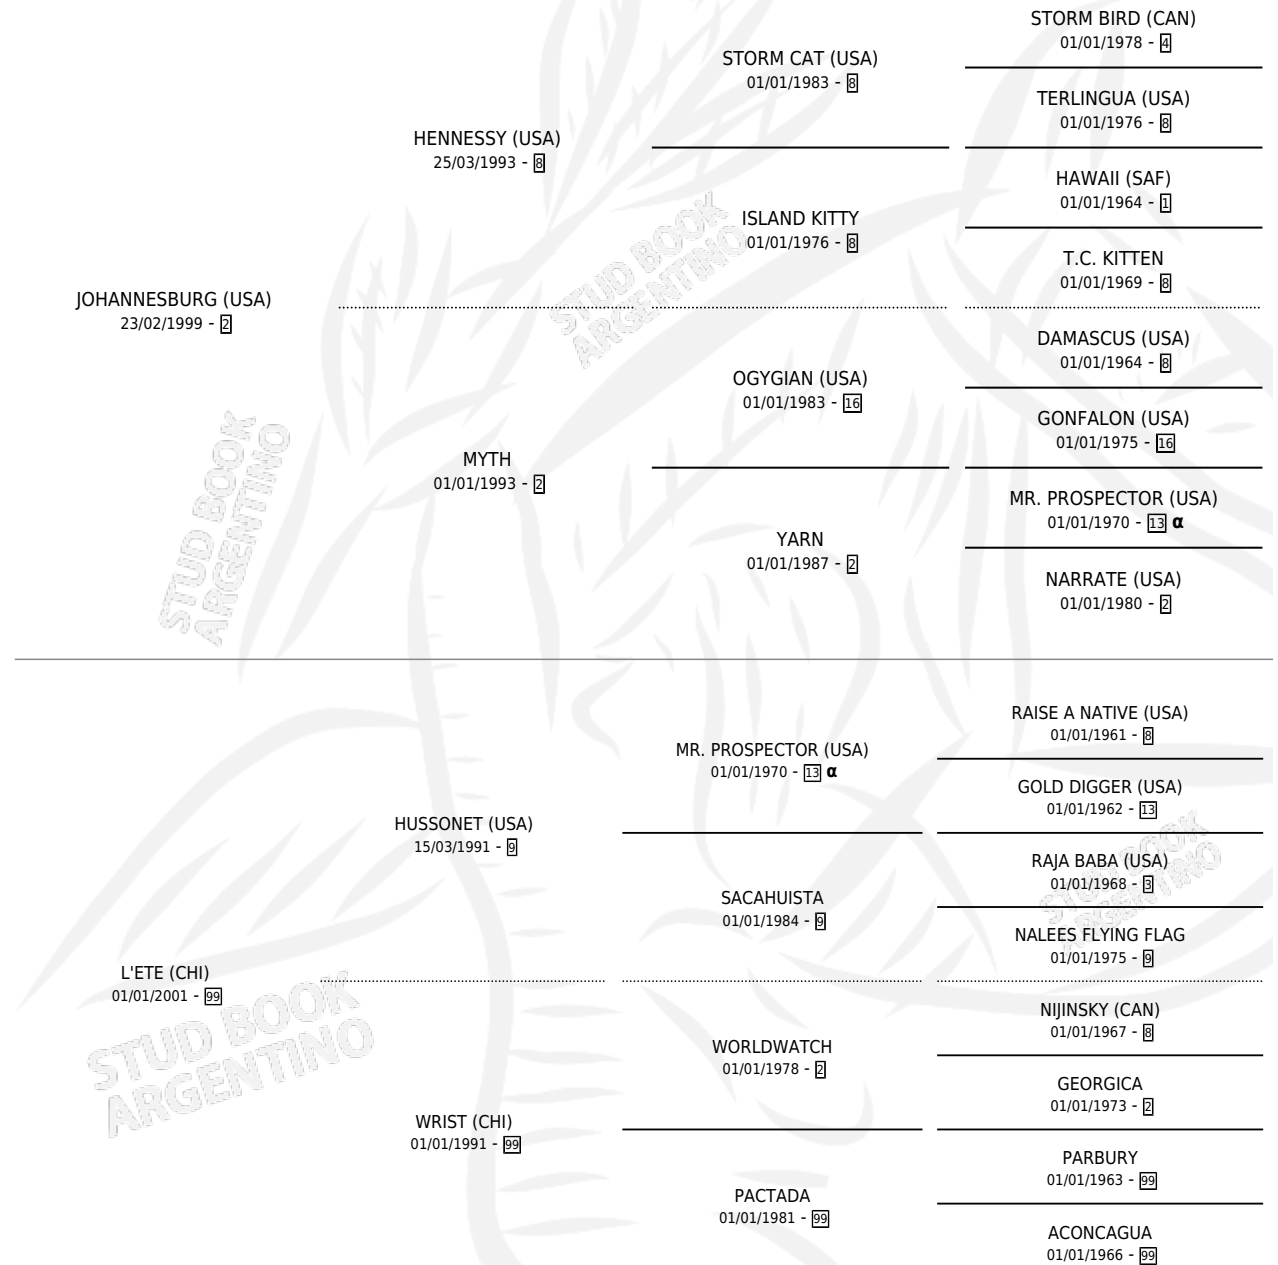 STORM BIRD (CAN)
01/01/1978 - 4
STORM CAT (USA)
01/01/1983 - 8
TERLINGUA (USA)
01/01/1976 - 8
HENNESSY (USA)
25/03/1993 - 8
HAWAII (SAF)
01/01/1964 - 1
ISLAND KITTY
01/01/1976 - 8
T.C. KITTEN
01/01/1969 - 8
JOHANNESBURG (USA)
23/02/1999 - 2
DAMASCUS (USA)
01/01/1964 - 8
OGYGIAN (USA)
01/01/1983 - 16
GONFALON (USA)
01/01/1975 - 16
MYTH
01/01/1993 - 2
MR. PROSPECTOR (USA)
01/01/1970 - 13 α
YARN
01/01/1987 - 2
NARRATE (USA)
01/01/1980 - 2
RAISE A NATIVE (USA)
01/01/1961 - 8
MR. PROSPECTOR (USA)
01/01/1970 - 13 α
GOLD DIGGER (USA)
01/01/1962 - 13
HUSSONET (USA)
15/03/1991 - 9
RAJA BABA (USA)
01/01/1968 - 3
SACAHUISTA
01/01/1984 - 9
NALEES FLYING FLAG
01/01/1975 - 9
L'ETE (CHI)
01/01/2001 - 99
NIJINSKY (CAN)
01/01/1967 - 8
WORLDWATCH
01/01/1978 - 2
GEORGICA
01/01/1973 - 2
WRIST (CHI)
01/01/1991 - 99
PARBURY
01/01/1963 - 99
PACTADA
01/01/1981 - 99
ACONCAGUA
01/01/1966 - 99
STUD BOOK
ARGENTINO
STUD BOOK
ARGENTINO
STUD BOOK
ARGENTINO
STUD BOOK
ARGENTINO